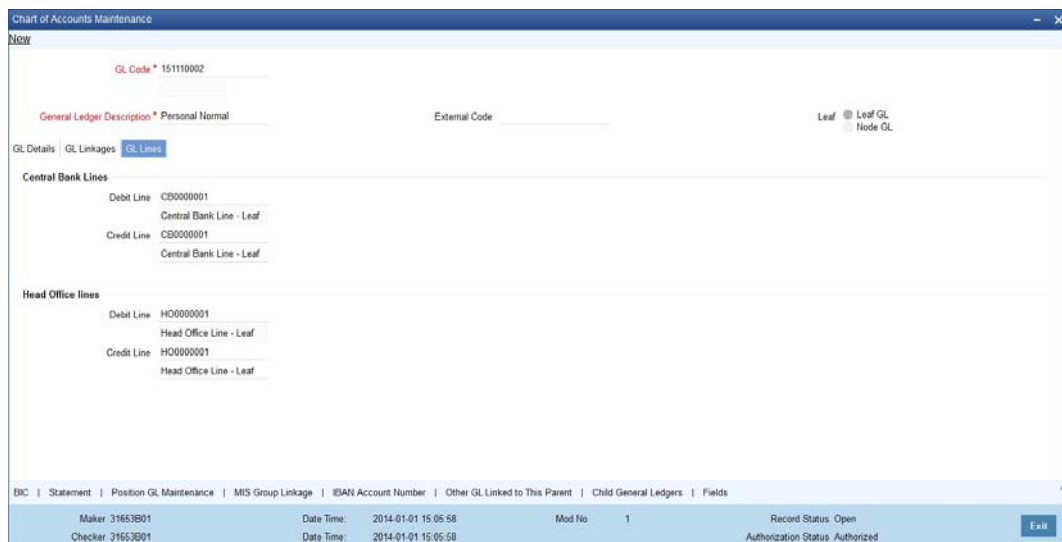 Chart of Accounts Maintenance
New
GL Code * 151110002
General Ledger Description * Personal Normal External Code Leaf Leaf GL
Node GL
GL Details GL Linkages GL Lines
Central Bank Lines
Debit Line CB0000001
Central Bank Line - Leaf
Credit Line CB0000001
Central Bank Line - Leaf
Head Office lines
Debit Line HO0000001
Head Office Line - Leaf
Credit Line HO0000001
Head Office Line - Leaf
BIC | Statement | Position GL Maintenance | MIS Group Linkage | IBAN Account Number | Other GL Linked to This Parent | Child General Ledgers | Fields
Maker 31653B01 Date Time: 2014-01-01 15:05:58 Mod No 1 Record Status Open
Checker 31653B01 Date Time: 2014-01-01 15:05:58 Authorization Status Authorized
Exit